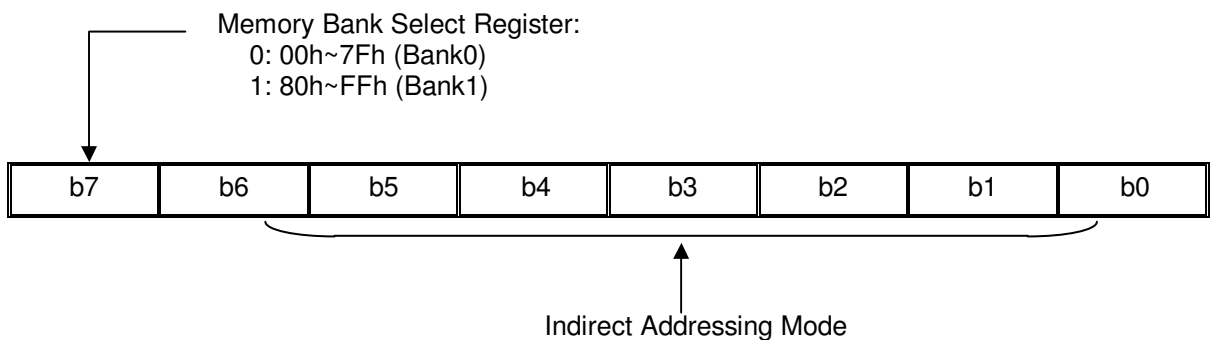 Memory Bank Select Register:
0: 00h~7Fh (Bank0)
1: 80h~FFh (Bank1)
b7 b6 b5 b4 b3 b2 b1 b0
Indirect Addressing Mode